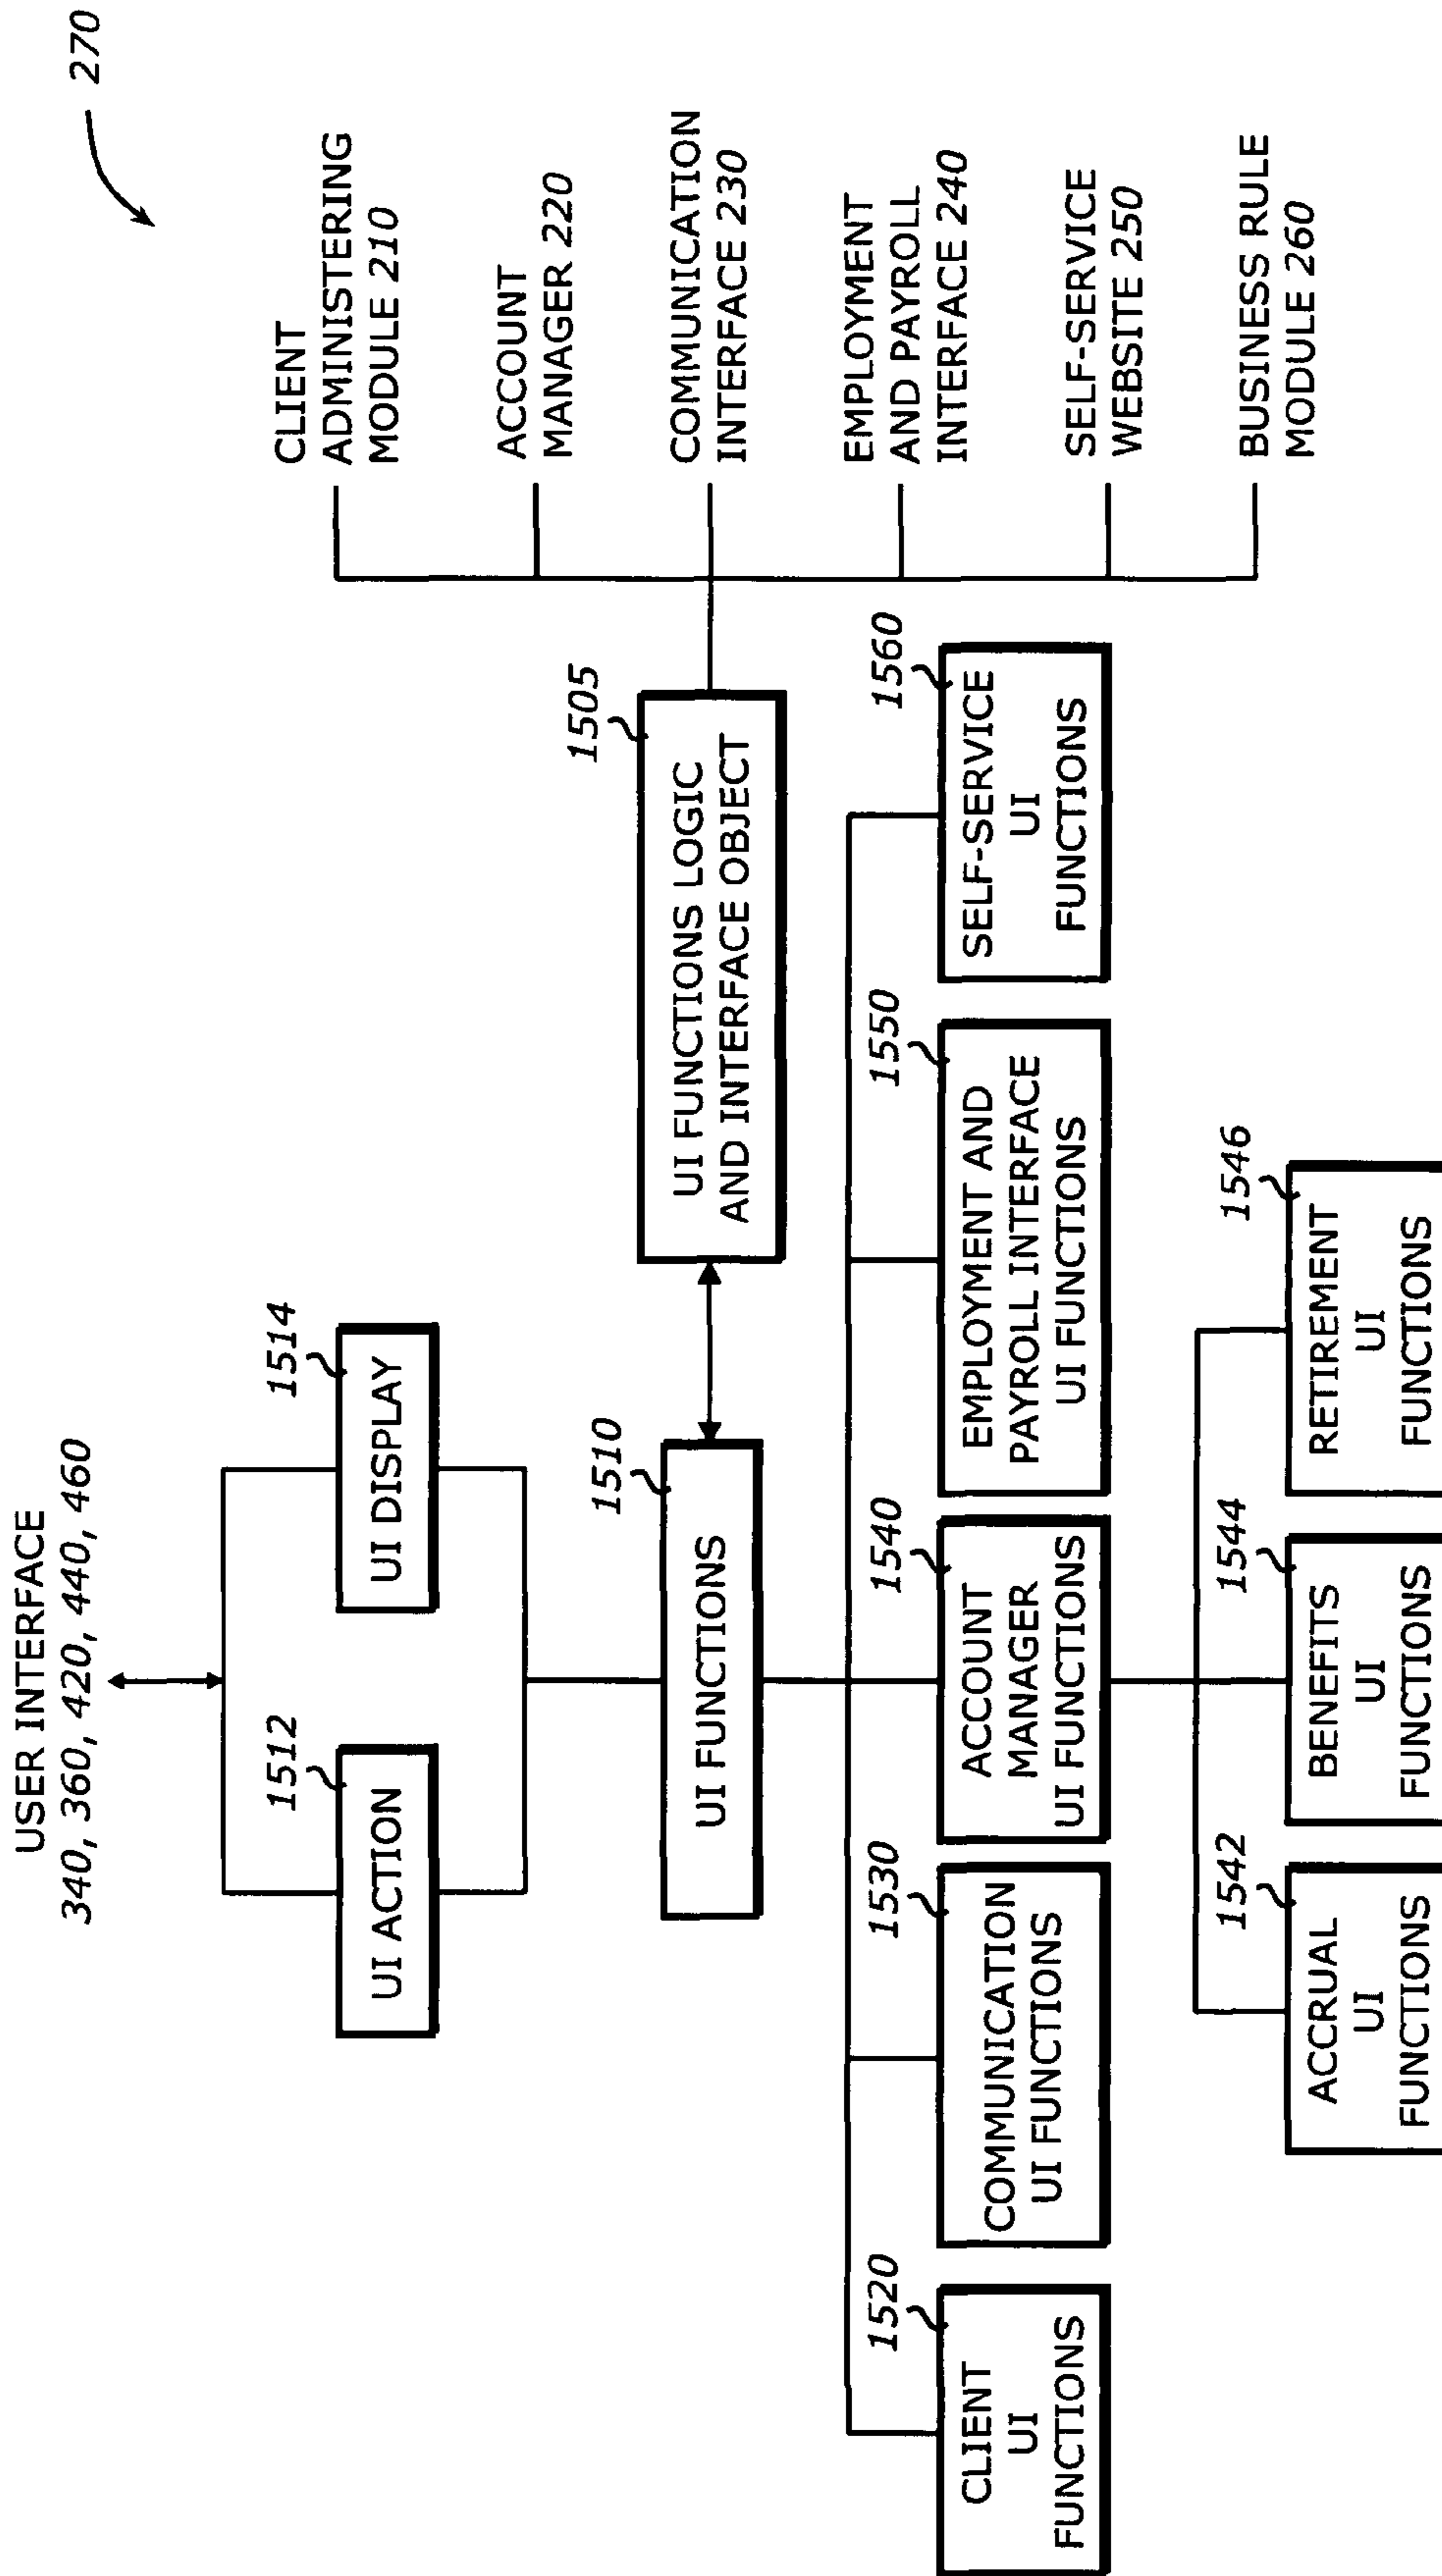 270
USER INTERFACE
340, 360, 420, 440, 460
1512
UI ACTION
1514
UI DISPLAY
CLIENT
ADMINISTERING
MODULE 210
ACCOUNT
MANAGER 220
COMMUNICATION
INTERFACE 230
EMPLOYMENT
AND PAYROLL
INTERFACE 240
SELF-SERVICE
WEBSITE 250
BUSINESS RULE
MODULE 260
1510
UI FUNCTIONS
1505
UI FUNCTIONS LOGIC
AND INTERFACE OBJECT
1520
CLIENT
UI
FUNCTIONS
1530
COMMUNICATION
UI FUNCTIONS
1540
ACCOUNT
MANAGER
UI FUNCTIONS
1550
EMPLOYMENT AND
PAYROLL INTERFACE
UI FUNCTIONS
1560
SELF-SERVICE
UI
FUNCTIONS
1542
ACCRUAL
UI
FUNCTIONS
1544
BENEFITS
UI
FUNCTIONS
1546
RETIREMENT
UI
FUNCTIONS